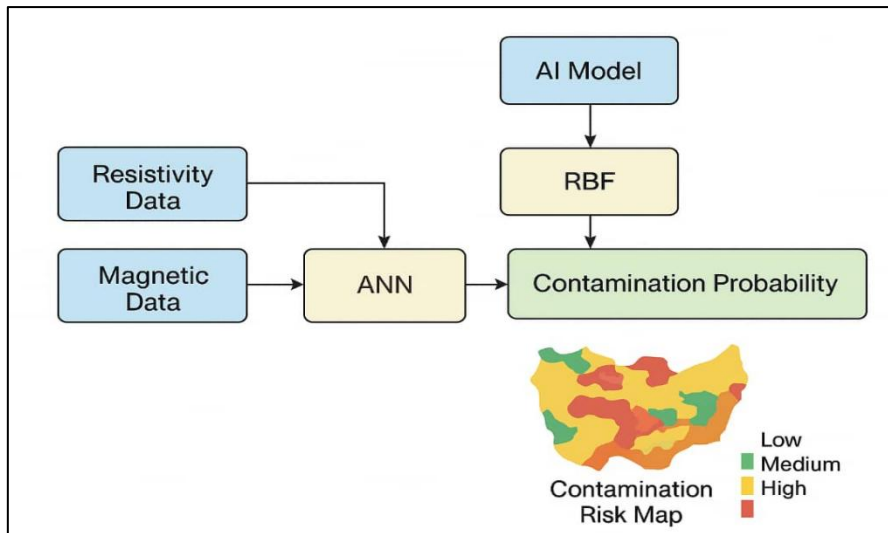 AI Model
RBF
Resistivity
Data
Magnetic
Data
ANN
Contamination Probability
Low
Medium
High
Contamination
Risk Map